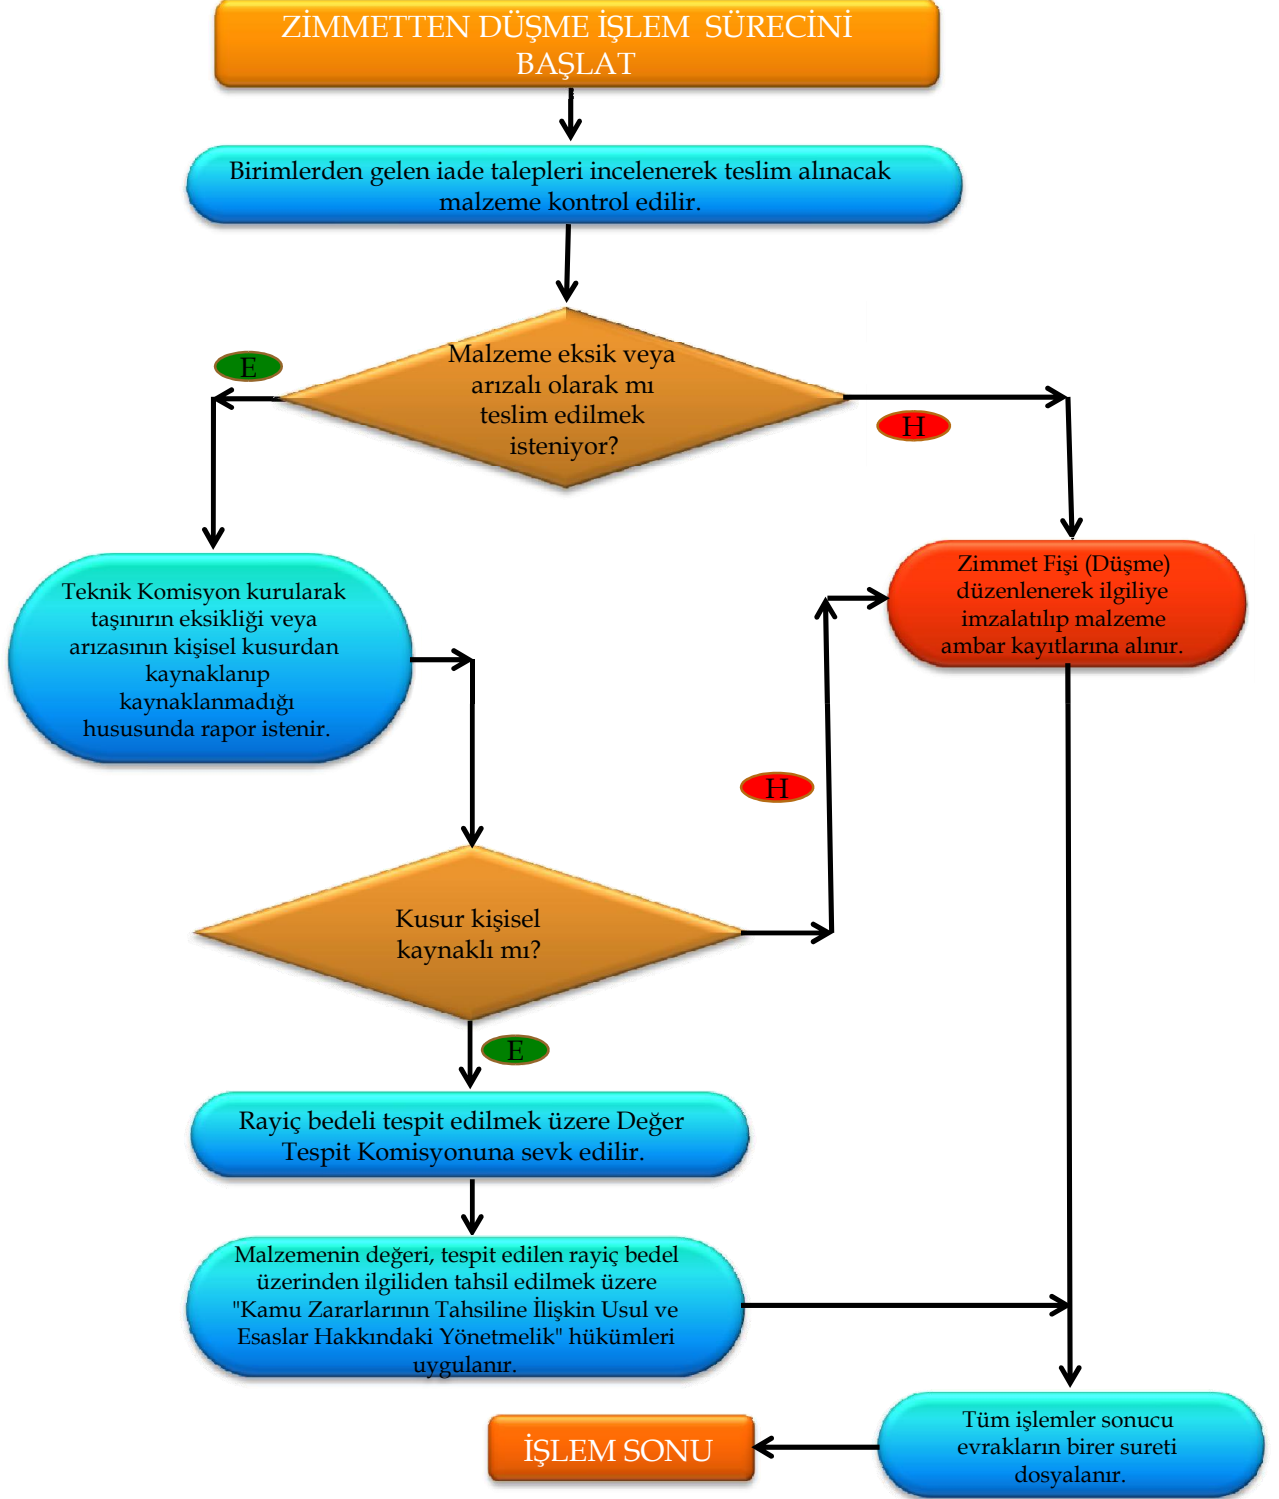 ZİMMETTEN DÜŞME İŞLEM SÜRECİNİ
BAŞLAT
Birimlerden gelen iade talepleri incelenerek teslim alınacak
malzeme kontrol edilir.
Malzeme eksik veya
arızalı olarak mı
teslim edilmek
isteniyor?
E
H
Teknik Komisyon kurularak
taşınırın eksikliği veya
arızasının kişisel kusurdan
kaynaklanıp
kaynaklanmadığı
hususunda rapor istenir.
Zimmet Fişi (Düşme)
düzenlenerek ilgiliye
imzalatılıp malzeme
ambar kayıtlarına alınır.
H
Kusur kişisel
kaynaklı mı?
E
Rayiç bedeli tespit edilmek üzere Değer
Tespit Komisyonuna sevk edilir.
Malzemenin değeri, tespit edilen rayiç bedel
üzerinden ilgiliden tahsil edilmek üzere
"Kamu Zararlarının Tahsiline İlişkin Usul ve
Esaslar Hakkındaki Yönetmelik" hükümleri
uygulanır.
Tüm işlemler sonucu
evrakların birer sureti
dosyalanır.
İŞLEM SONU